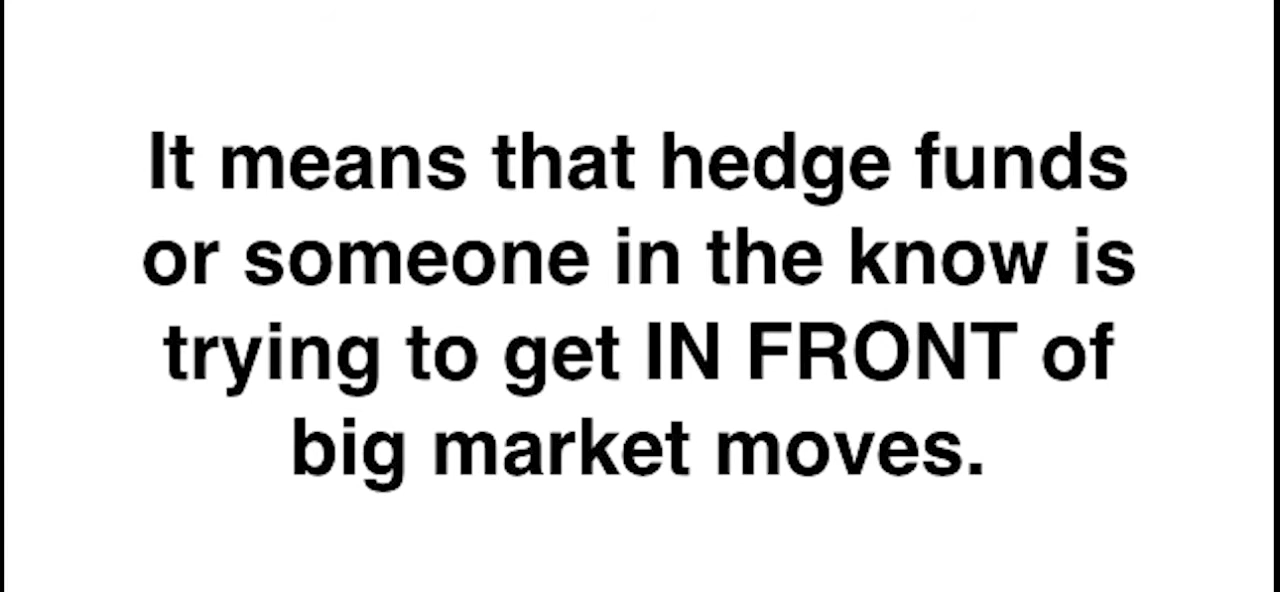 It means that hedge funds
or someone in the know is
trying to get IN FRONT of
big market moves.